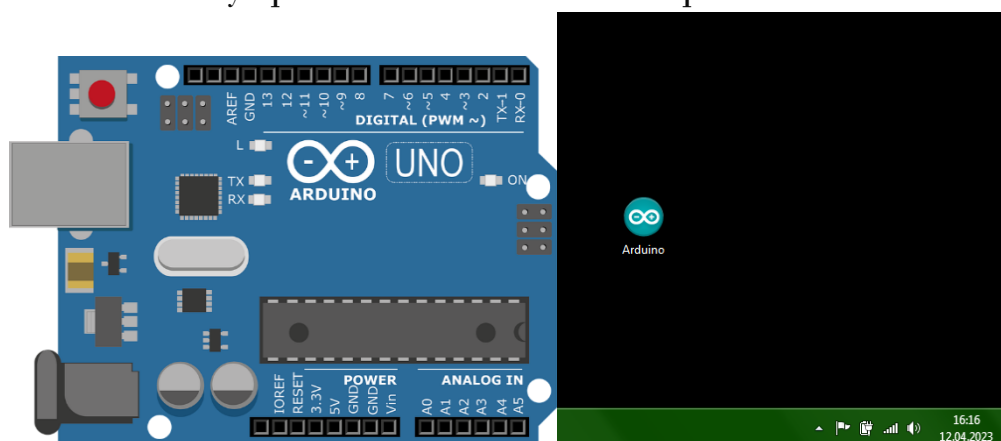 AREF
GND
13
12
~11
~10
~9
8
7
~6
~5
4
~3
2
TX-1
RX-0
DIGITAL (PWM ~)
L
TX
RX
ARDUINO
UNO
ON
IOREF
RESET
3.3V
5V
GND
GND
Vin
POWER
ANALOG IN
A0
A1
A2
A3
A4
A5
Arduino
16:16
12.04.2023